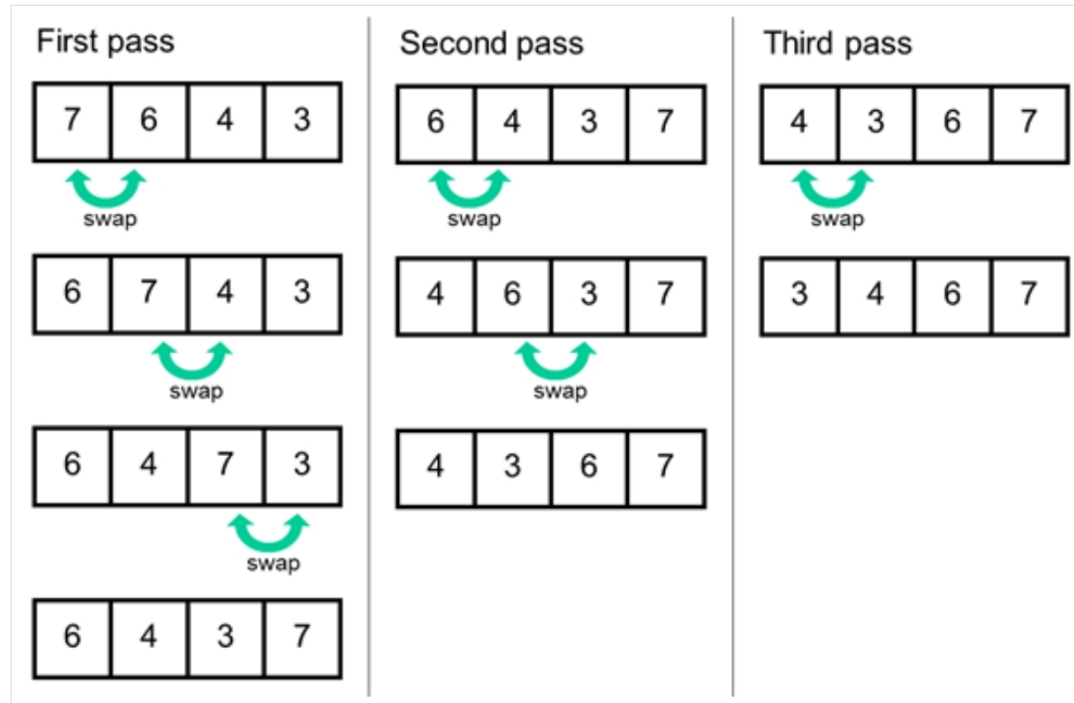 First pass
7 6 4 3
swap
6 7 4 3
swap
6 4 7 3
swap
6 4 3 7
Second pass
6 4 3 7
swap
4 6 3 7
swap
4 3 6 7
Third pass
4 3 6 7
swap
3 4 6 7